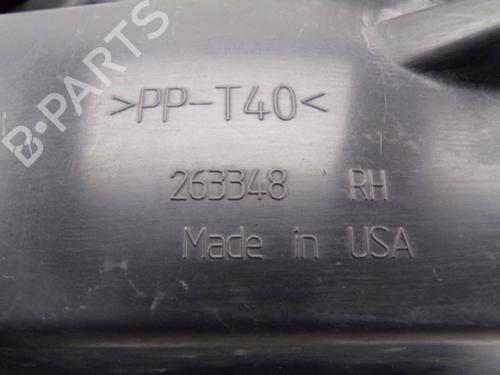 B-PARTS
>PP-T40<
263348 RH
Made in USA